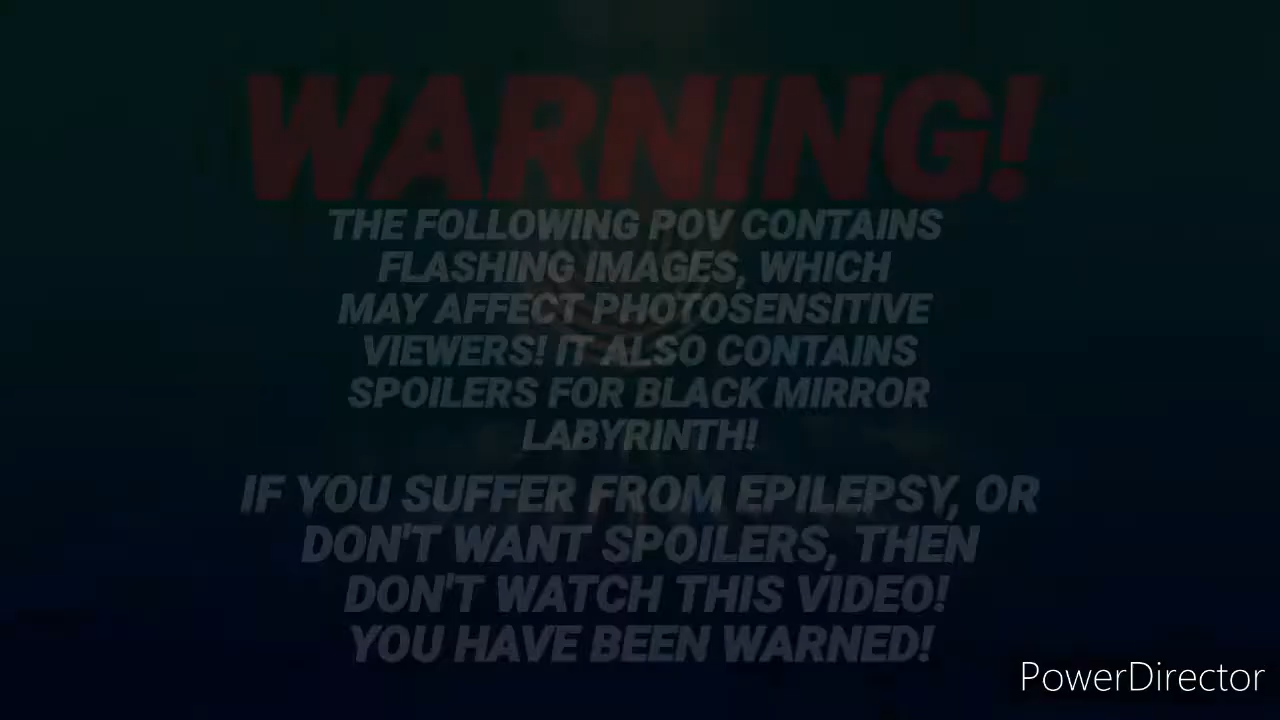 WARNING!
THE FOLLOWING POV CONTAINS
FLASHING IMAGES, WHICH
MAY AFFECT PHOTOSENSITIVE
VIEWERS! IT ALSO CONTAINS
SPOILERS FOR BLACK MIRROR
LABYRINTH!
IF YOU SUFFER FROM EPILEPSY, OR
DON'T WANT SPOILERS, THEN
DON'T WATCH THIS VIDEO!
YOU HAVE BEEN WARNED!
PowerDirector